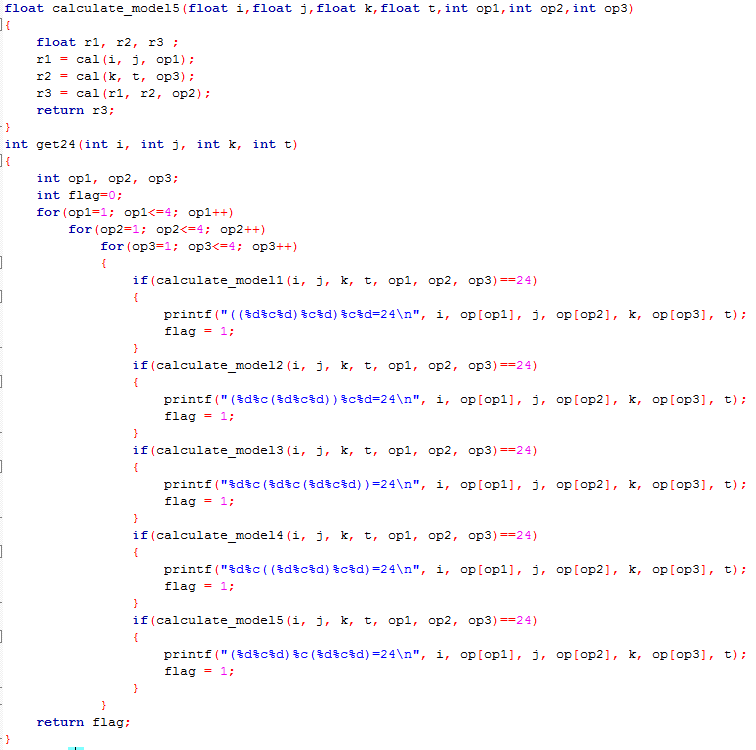 float calculate_model5(float i,float j,float k,float t,int op1,int op2,int op3)
{
    float r1, r2, r3 ;
    r1 = cal(i, j, op1);
    r2 = cal(k, t, op3);
    r3 = cal(r1, r2, op2);
    return r3;
}
int get24(int i, int j, int k, int t)
{
    int op1, op2, op3;
    int flag=0;
    for(op1=1; op1<=4; op1++)
        for(op2=1; op2<=4; op2++)
            for(op3=1; op3<=4; op3++)
            {
                if(calculate_model1(i, j, k, t, op1, op2, op3)==24)
                {
                    printf("((%d%c%d)%c%d)%c%d=24\n", i, op[op1], j, op[op2], k, op[op3], t);
                    flag = 1;
                }
                if(calculate_model2(i, j, k, t, op1, op2, op3)==24)
                {
                    printf("(%d%c(%d%c%d))%c%d=24\n", i, op[op1], j, op[op2], k, op[op3], t);
                    flag = 1;
                }
                if(calculate_model3(i, j, k, t, op1, op2, op3)==24)
                {
                    printf("%d%c(%d%c(%d%c%d))=24\n", i, op[op1], j, op[op2], k, op[op3], t);
                    flag = 1;
                }
                if(calculate_model4(i, j, k, t, op1, op2, op3)==24)
                {
                    printf("%d%c((%d%c%d)%c%d)=24\n", i, op[op1], j, op[op2], k, op[op3], t);
                    flag = 1;
                }
                if(calculate_model5(i, j, k, t, op1, op2, op3)==24)
                {
                    printf("(%d%c%d)%c(%d%c%d)=24\n", i, op[op1], j, op[op2], k, op[op3], t);
                    flag = 1;
                }
            }
    return flag;
}